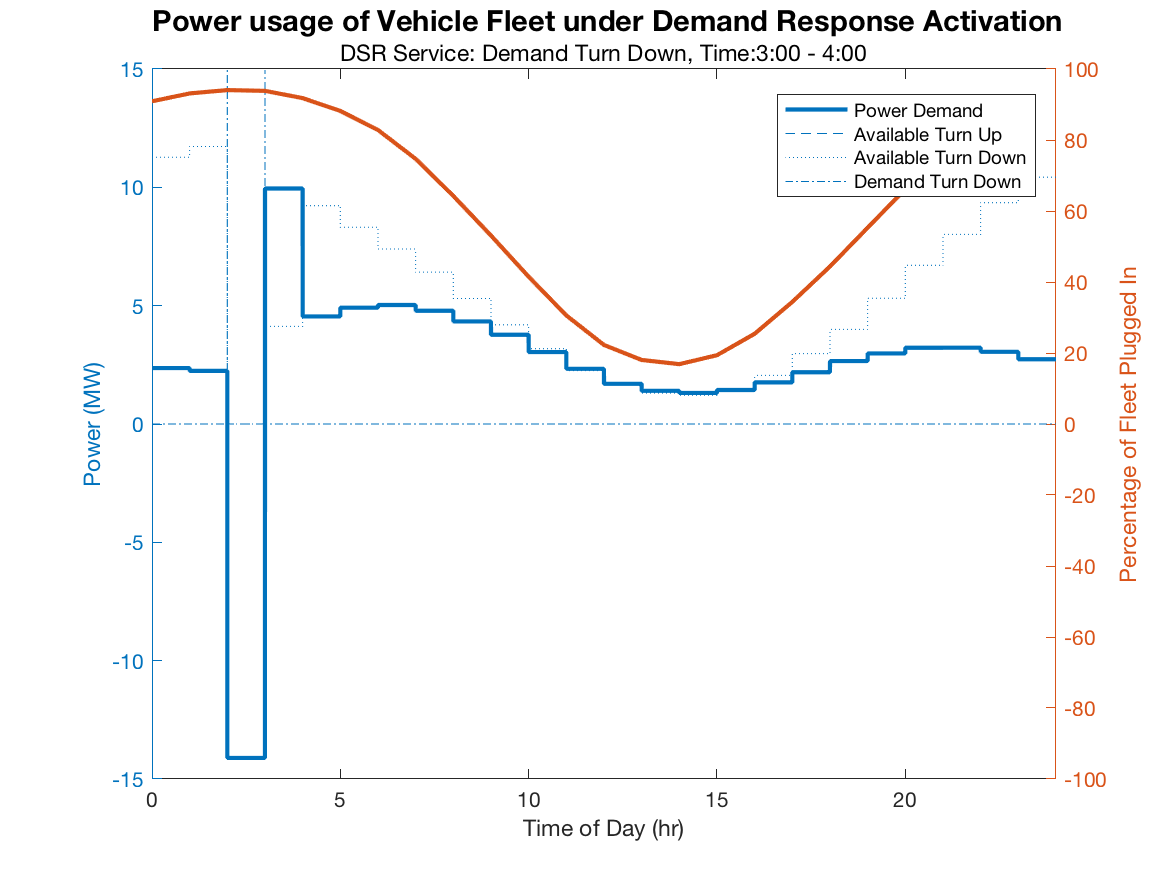 Power usage of Vehicle Fleet under Demand Response Activation
DSR Service: Demand Turn Down, Time:3:00 - 4:00
15
10
5
0
-5
-10
-15
Power (MW)
Power Demand
Available Turn Up
Available Turn Down
Demand Turn Down
100
80
60
40
20
0
-20
-40
-60
-80
-100
Percentage of Fleet Plugged In
0 5 10 15 20
Time of Day (hr)